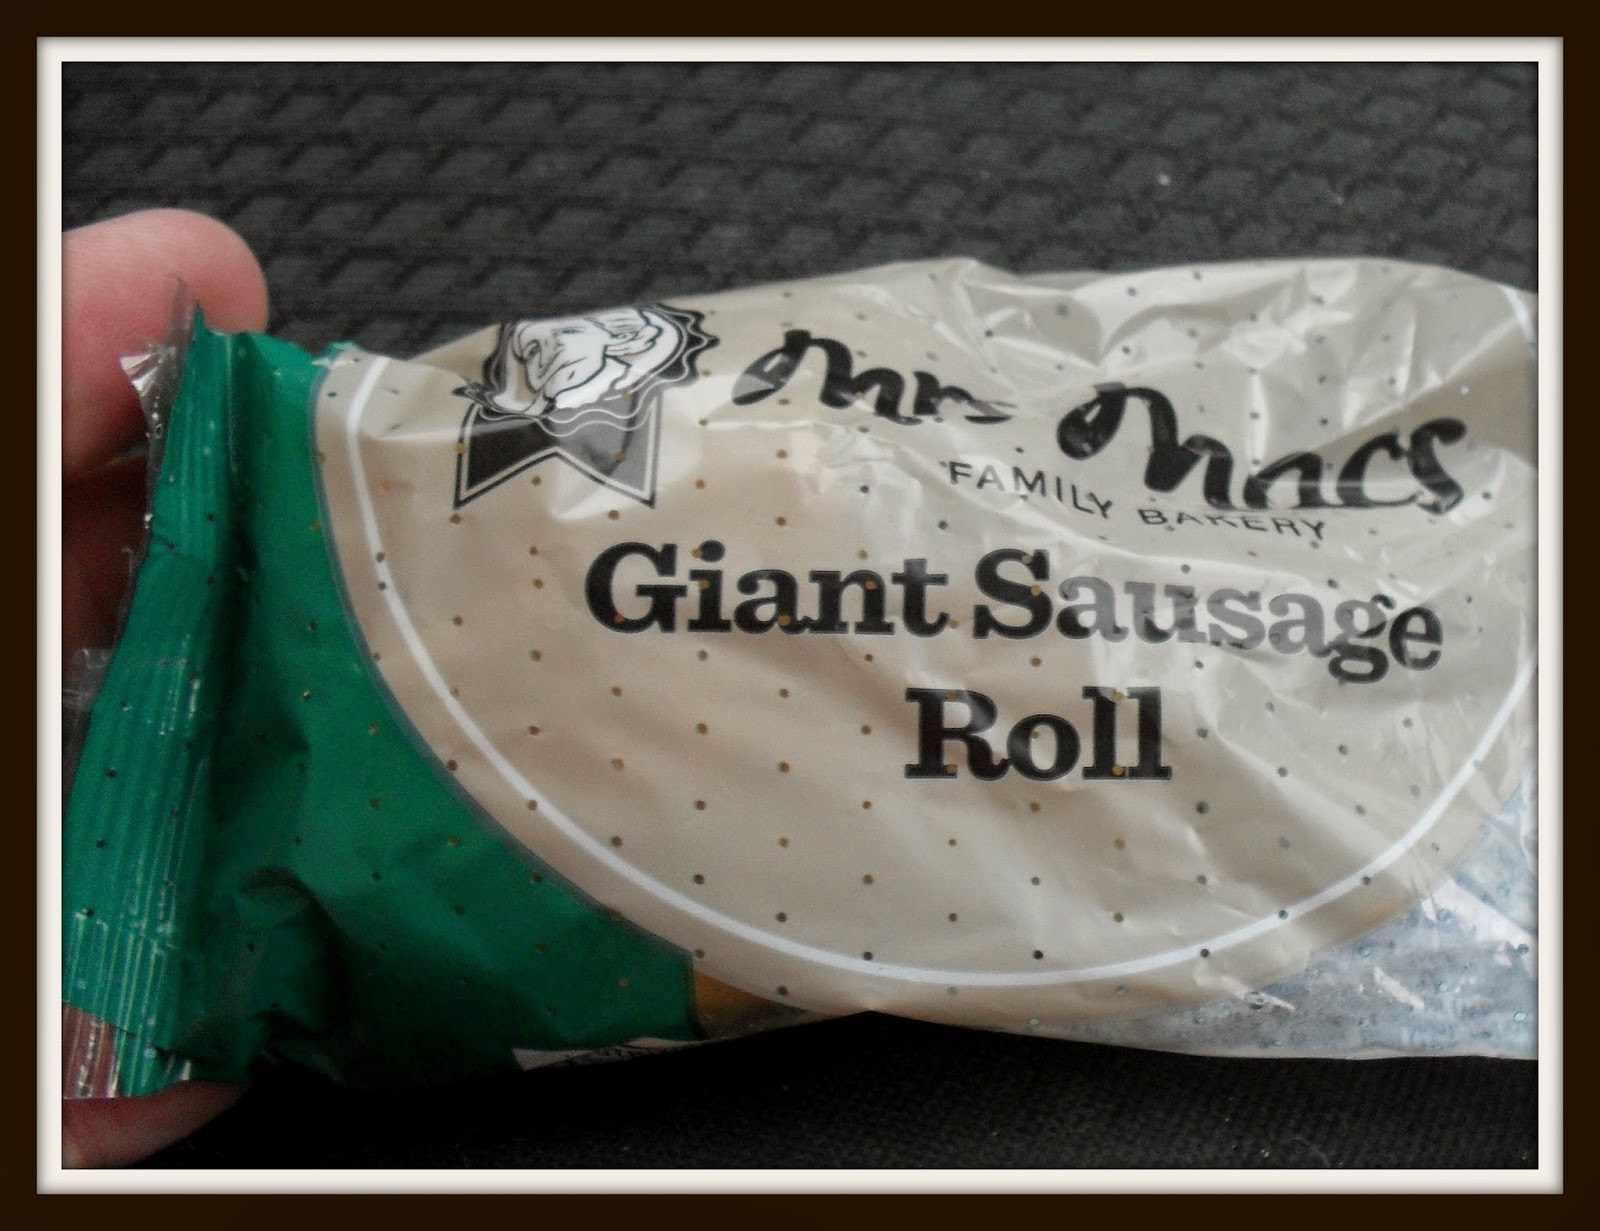 Mrs Macs
FAMILY BAKERY
Giant Sausage
Roll